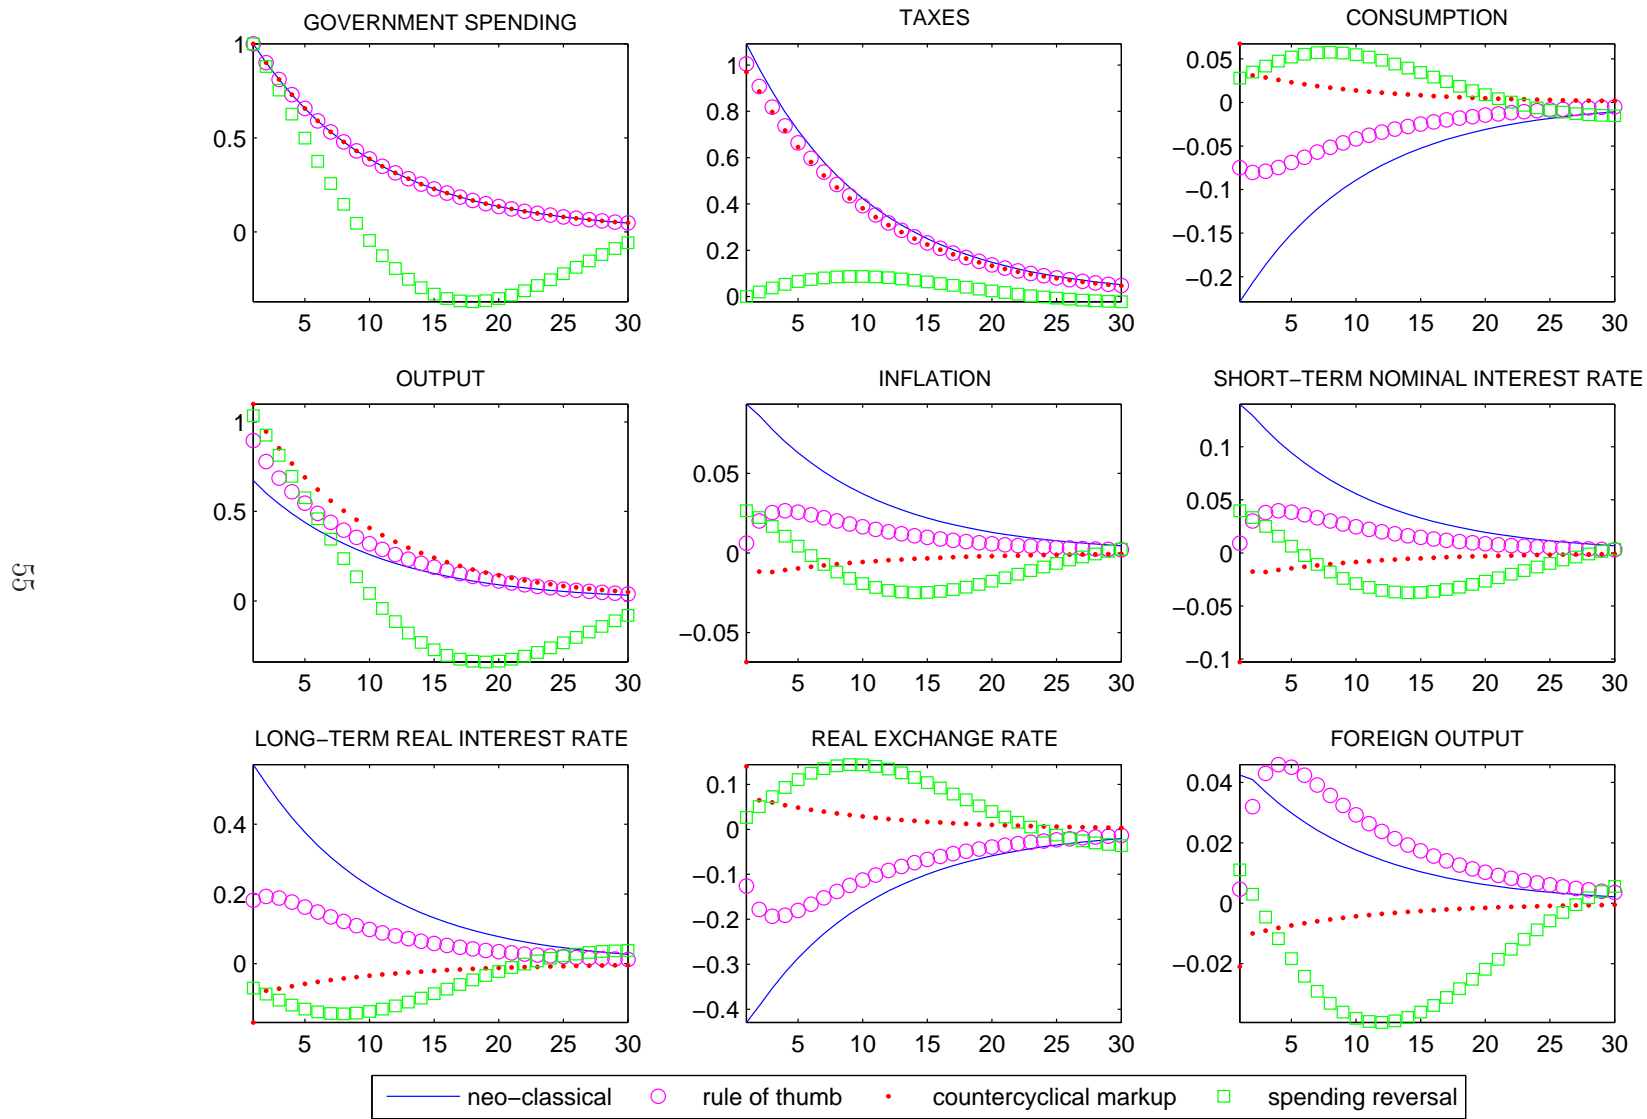 GOVERNMENT SPENDING
1
0.5
0
5 10 15 20 25 30
TAXES
1
0.8
0.6
0.4
0.2
0
5 10 15 20 25 30
CONSUMPTION
0.05
0
−0.05
−0.1
−0.15
−0.2
5 10 15 20 25 30
OUTPUT
1
0.5
0
5 10 15 20 25 30
INFLATION
0.05
0
−0.05
5 10 15 20 25 30
SHORT−TERM NOMINAL INTEREST RATE
0.1
0.05
0
−0.05
−0.1
5 10 15 20 25 30
LONG−TERM REAL INTEREST RATE
0.4
0.2
0
5 10 15 20 25 30
REAL EXCHANGE RATE
0.1
0
−0.1
−0.2
−0.3
−0.4
5 10 15 20 25 30
FOREIGN OUTPUT
0.04
0.02
0
−0.02
5 10 15 20 25 30
neo−classical rule of thumb countercyclical markup spending reversal
55